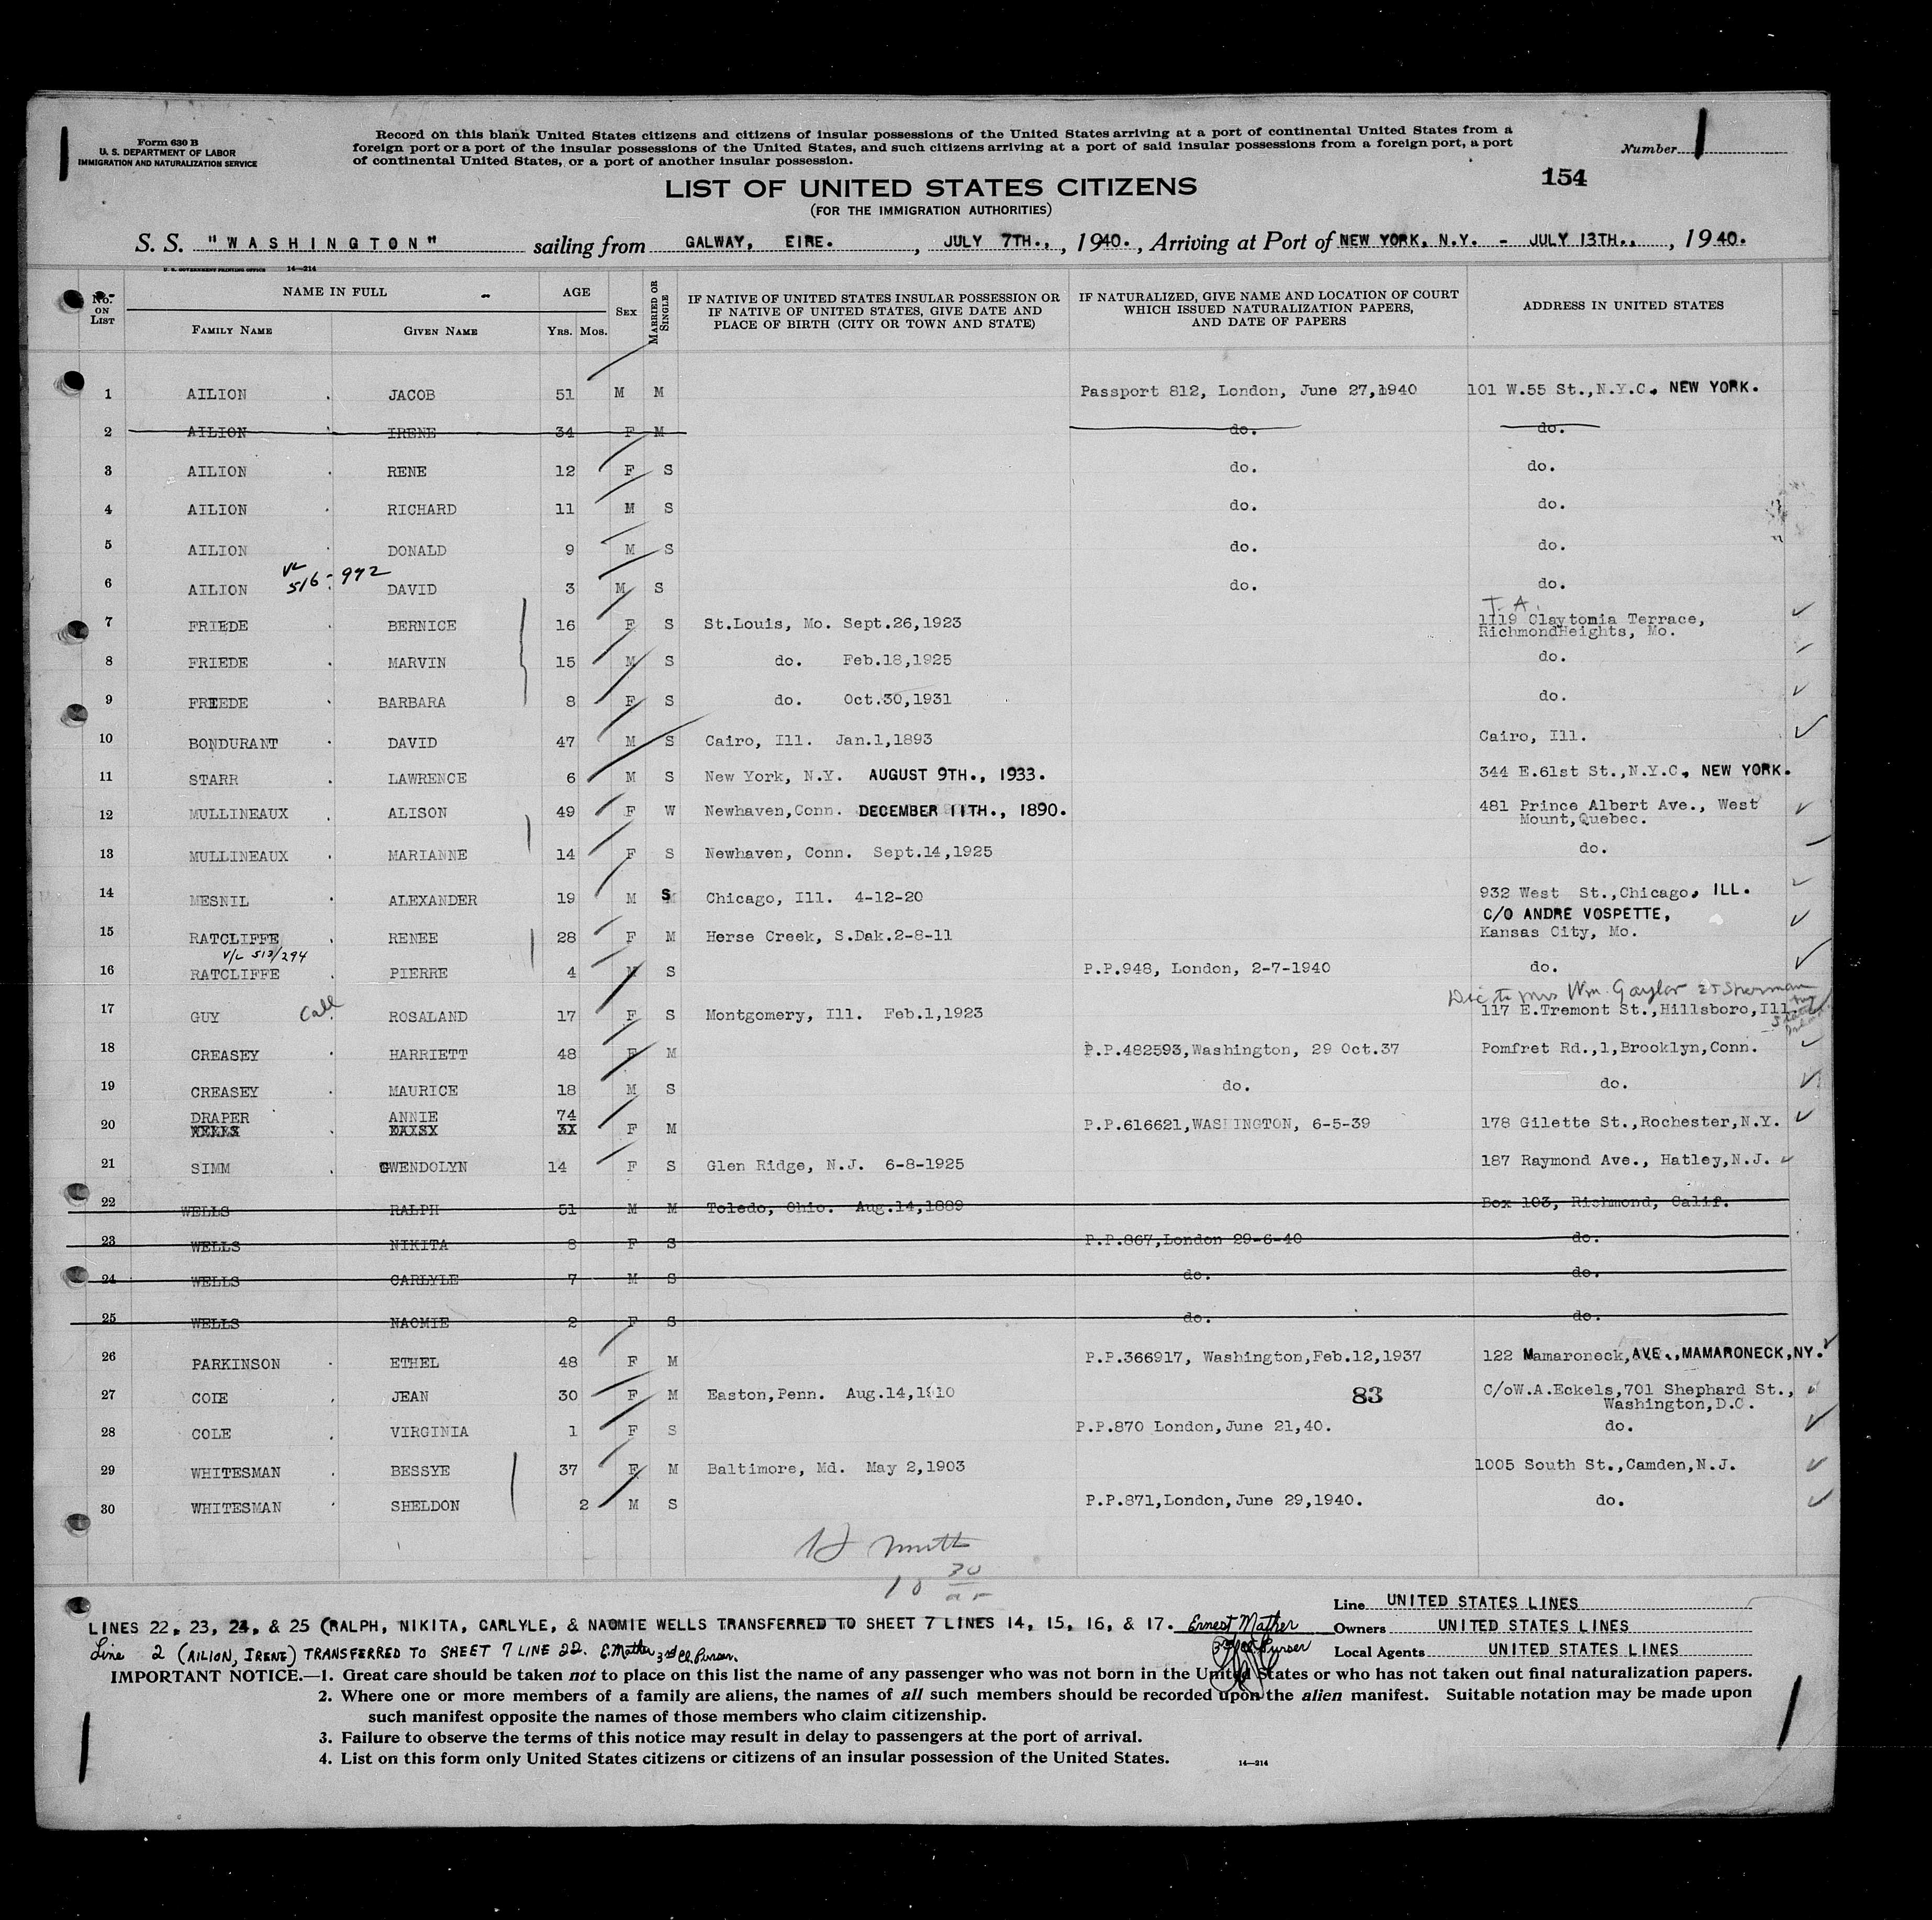 Form 630 B
U. S. DEPARTMENT OF LABOR
IMMIGRATION AND NATURALIZATION SERVICE
Record on this blank United States citizens and citizens of insular possessions of the United States arriving at a port of continental United States from a
foreign port or a port of the insular possessions of the United States, and such citizens arriving at a port of said insular possessions from a foreign port, a port
of continental United States, or a port of another insular possession.
Number 1
154
LIST OF UNITED STATES CITIZENS
(FOR THE IMMIGRATION AUTHORITIES)
S. S. "WASHINGTON" sailing from GALWAY, EIRE. , JULY 7TH., , 1940. , Arriving at Port of NEW YORK, N.Y. - JULY 13TH., , 1940.
U. S. GOVERNMENT PRINTING OFFICE 14—214
No. ON LIST NAME IN FULL AGE SEX MARRIED OR SINGLE IF NATIVE OF UNITED STATES INSULAR POSSESSION OR IF NATIVE OF UNITED STATES, GIVE DATE AND PLACE OF BIRTH (CITY OR TOWN AND STATE) IF NATURALIZED, GIVE NAME AND LOCATION OF COURT WHICH ISSUED NATURALIZATION PAPERS, AND DATE OF PAPERS ADDRESS IN UNITED STATES
FAMILY NAME GIVEN NAME YRS. MOS.
1 AILION JACOB 51 M M Passport 812, London, June 27,1940 101 W.55 St.,N.Y.C. NEW YORK.
2 AILION IRENE 34 F M do. do.
3 AILION RENE 12 F S do. do.
4 AILION RICHARD 11 M S do. do.
5 AILION DONALD 9 M S do. do.
VL 516-992
6 AILION DAVID 3 M S do. do.
T. A.
7 FRIEDE BERNICE 16 F S St.Louis, Mo. Sept.26,1923 1119 Claytomia Terrace,
RichmondHeights, Mo.
8 FRIEDE MARVIN 15 M S do. Feb.18,1925 do.
9 FRIEDE BARBARA 8 F S do. Oct.30,1931 do.
10 BONDURANT DAVID 47 M S Cairo, Ill. Jan.1,1893 Cairo, Ill.
11 STARR LAWRENCE 6 M S New York, N.Y. AUGUST 9TH., 1933. 344 E.61st St.,N.Y.C. NEW YORK.
12 MULLINEAUX ALISON 49 F W Newhaven,Conn. DECEMBER 11TH., 1890. 481 Prince Albert Ave., West
Mount,Quebec.
13 MULLINEAUX MARIANNE 14 F S Newhaven, Conn. Sept.14,1925 do.
14 MESNIL ALEXANDER 19 M S Chicago, Ill. 4-12-20 932 West St.,Chicago, ILL.
C/O ANDRE VOSPETTE,
15 RATCLIFFE RENEE 28 F M Herse Creek, S.Dak.2-8-11 Kansas City, Mo.
V/L 513/294
16 RATCLIFFE PIERRE 4 M S P.P.948, London, 2-7-1940 do.
Dic to Mrs Wm. Gaylor 25 Sherman
17 GUY Call ROSALAND 17 F S Montgomery, Ill. Feb.1,1923 117 E.Tremont St.,Hillsboro,Ill.
18 CREASEY HARRIETT 48 F M P.P.482593,Washington, 29 Oct.37 Pomfret Rd.,1,Brooklyn,Conn.
19 CREASEY MAURICE 18 M S do. do.
DRAPER ANNIE 74
20 WELLS DAISY 3X F M P.P.616621,WASHINGTON, 6-5-39 178 Gilette St.,Rochester,N.Y.
21 SIMM GWENDOLYN 14 F S Glen Ridge, N.J. 6-8-1925 187 Raymond Ave., Hatley,N.J.
22 WELLS RALPH 51 M M Toledo, Ohio. Aug.14,1889 Box 103, Richmond, Calif.
23 WELLS NIKITA 8 F S P.P.867,London 29-6-40 do.
24 WELLS CARLYLE 7 M S do. do.
25 WELLS NAOMIE 2 F S do. do.
26 PARKINSON ETHEL 48 F M P.P.366917, Washington,Feb.12,1937 122 Mamaroneck,AVE.,MAMARONECK,NY.
27 COIE JEAN 30 F M Easton,Penn. Aug.14,1910 83 C/oW.A.Eckels,701 Shephard St.,
Washington,D.C.
28 COLE VIRGINIA 1 F S P.P.870 London,June 21,40. do.
29 WHITESMAN BESSYE 37 F M Baltimore, Md. May 2,1903 1005 South St.,Camden,N.J.
30 WHITESMAN SHELDON 2 M S P.P.871,London,June 29,1940. do.
Line UNITED STATES LINES
LINES 22, 23, 24, & 25 (RALPH, NIKITA, CARLYLE, & NAOMIE WELLS TRANSFERRED TO SHEET 7 LINES 14, 15, 16, & 17. Ernest Mather
Owners UNITED STATES LINES
Line 2 (AILION, IRENE) TRANSFERRED TO SHEET 7 LINE 22. E. Mather 3rd Cl. Purser.
3rd Cl Purser
Local Agents UNITED STATES LINES
IMPORTANT NOTICE.—1. Great care should be taken not to place on this list the name of any passenger who was not born in the United States or who has not taken out final naturalization papers.
2. Where one or more members of a family are aliens, the names of all such members should be recorded upon the alien manifest. Suitable notation may be made upon
such manifest opposite the names of those members who claim citizenship.
3. Failure to observe the terms of this notice may result in delay to passengers at the port of arrival.
4. List on this form only United States citizens or citizens of an insular possession of the United States.
14—214